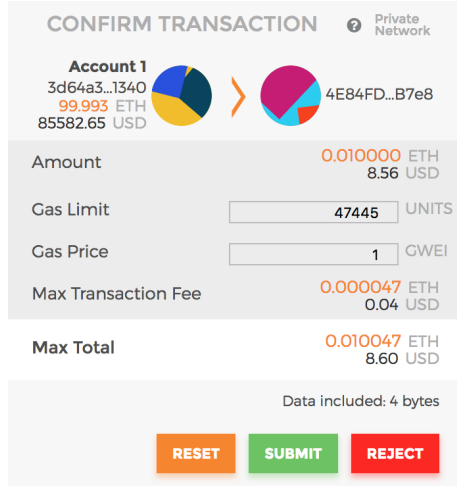 CONFIRM TRANSACTION ? Private Network
Account 1
3d64a3...1340
99.993 ETH
85582.65 USD
4E84FD...B7e8
Amount 0.010000 ETH
8.56 USD
Gas Limit 47445 UNITS
Gas Price 1 GWEI
Max Transaction Fee 0.000047 ETH
0.04 USD
Max Total 0.010047 ETH
8.60 USD
Data included: 4 bytes
RESET SUBMIT REJECT